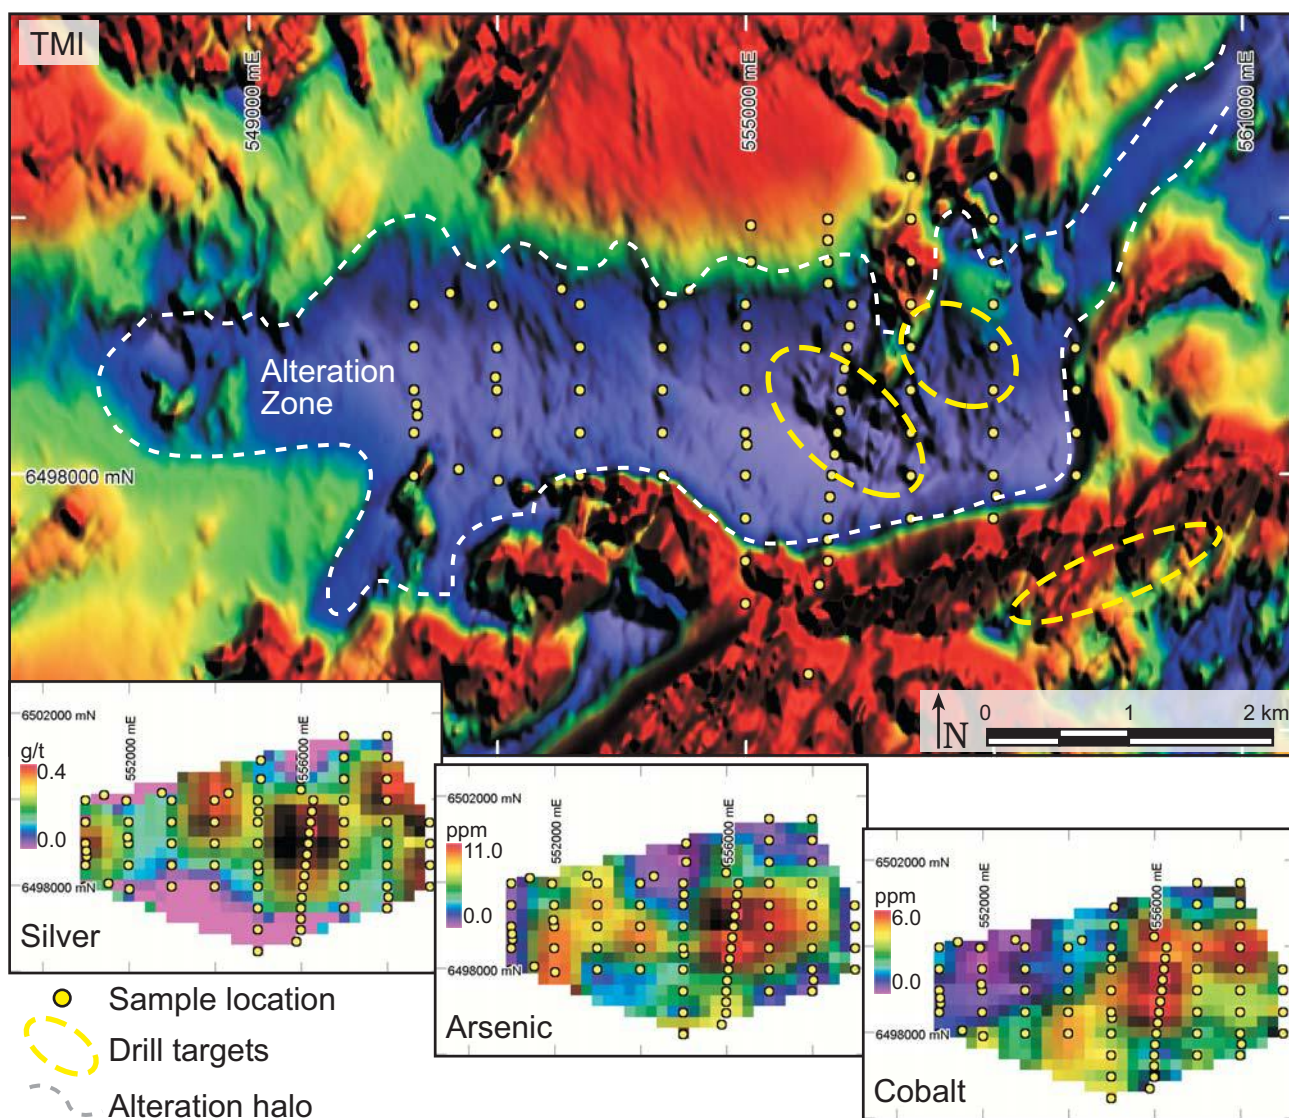 TMI
549000 mE
555000 mE
561000 mE
Alteration
Zone
6498000 mN
N
0 1 2 km
6502000 mN
g/t
0.4
0.0
552000 mE
556000 mE
6498000 mN
Silver
6502000 mN
ppm
11.0
0.0
552000 mE
556000 mE
6498000 mN
Arsenic
6502000 mN
ppm
6.0
0.0
552000 mE
556000 mE
6498000 mN
Cobalt
Sample location
Drill targets
Alteration halo